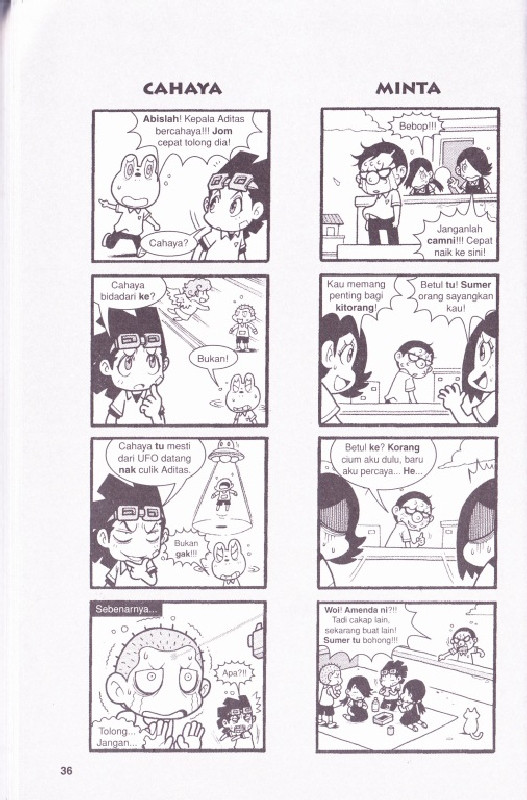 CAHAYA
Abislah! Kepala Aditas
bercahaya!!! Jom
cepat tolong dia!
Cahaya?
Cahaya
bidadari ke?
Bukan!
Cahaya tu mesti
dari UFO datang
nak culik Aditas.
Bukan
gak!!!
Sebenarnya...
Apa?!!
Tolong...
Jangan...
MINTA
Bebop!!!
Janganlah
camni!!! Cepat
naik ke sini!
Kau memang
penting bagi
kitorang!
Betul tu! Sumer
orang sayangkan
kau!
Betul ke? Korang
cium aku dulu, baru
aku percaya... He...
Woi! Amenda ni?!!
Tadi cakap lain,
sekarang buat lain!
Sumer tu bohong!!!
36